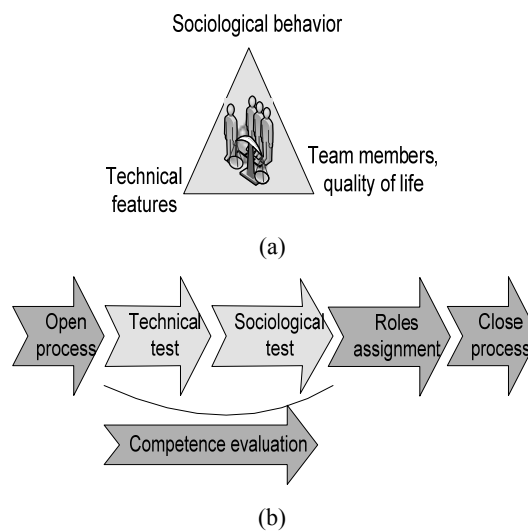 Sociological behavior
Technical
features
Team members,
quality of life
(a)
Open
process
Technical
test
Sociological
test
Roles
assignment
Close
process
Competence evaluation
(b)